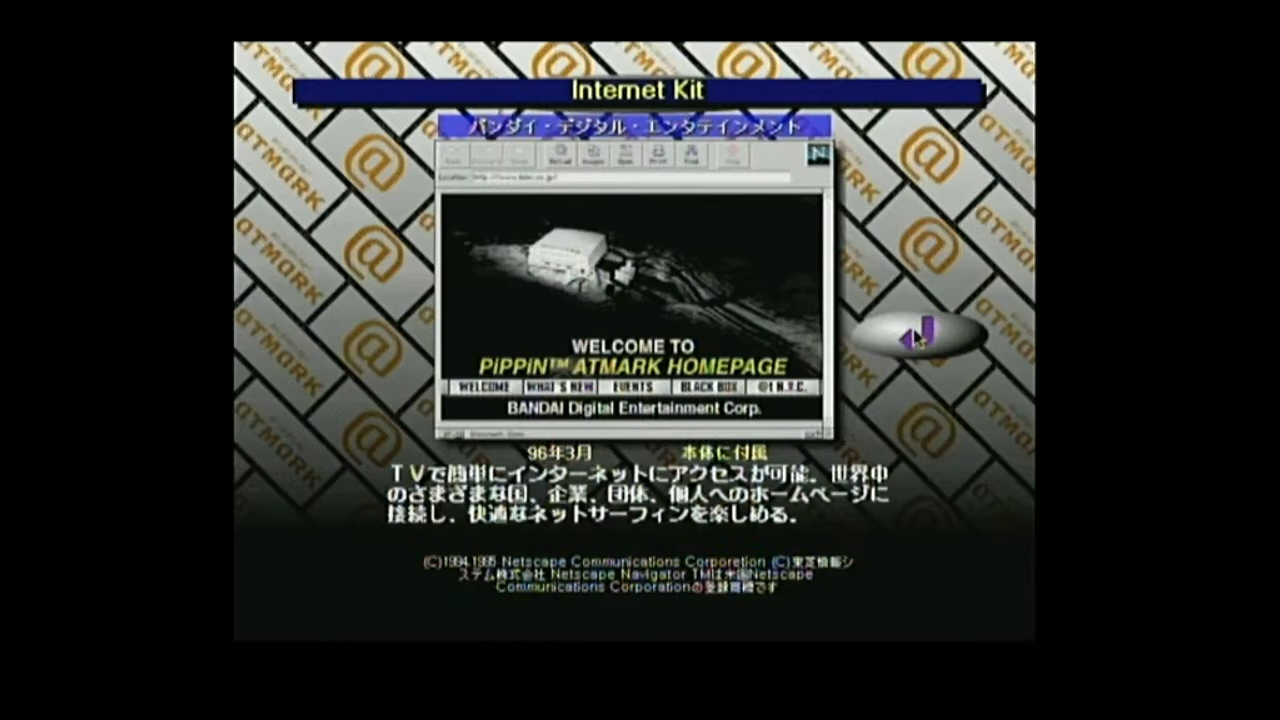 Internet Kit
バンダイ・デジタル・エンタテインメント
N
WELCOME TO
PiPPiN™ ATMARK HOMEPAGE
WELCOME WHAT'S NEW EVENTS BLACK BOX @t N.Y.C.
BANDAI Digital Entertainment Corp.
96年3月 本体に付属
TVで簡単にインターネットにアクセスが可能。世界中
のさまざまな国、企業、団体、個人へのホームページに
接続し、快適なネットサーフィンを楽しめる。
(C)1994,1995 Netscape Communications Corporetion (C)東芝情報シ
ステム株式会社 Netscape Navigator TMは米国Netscape
Communications Corporationの登録商標です
@ ATMARK